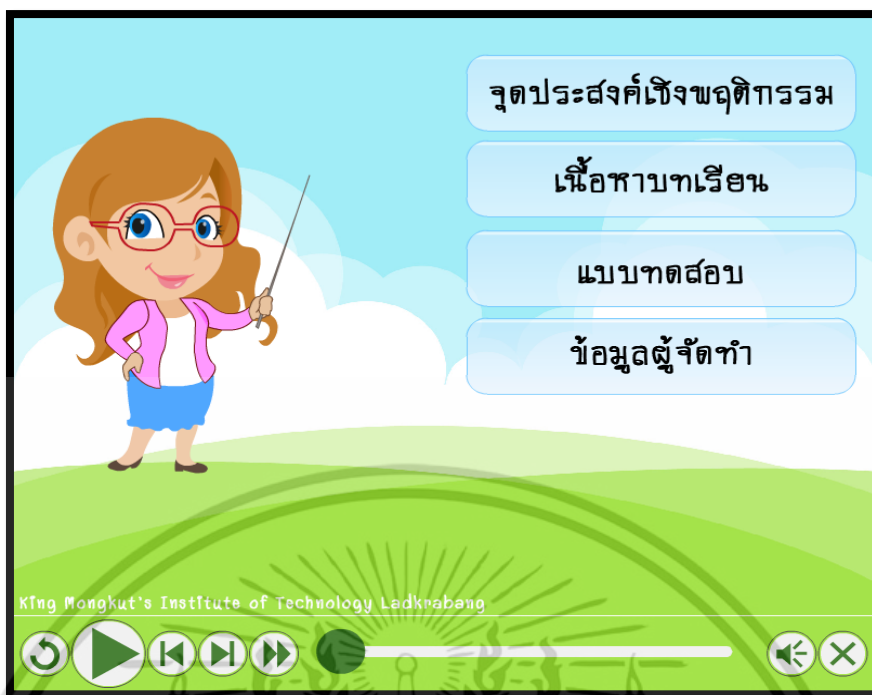 จุดประสงค์เชิงพฤติกรรม
เนื้อหาบทเรียน
แบบทดสอบ
ข้อมูลผู้จัดทำ
King Mongkut's Institute of Technology Ladkrabang